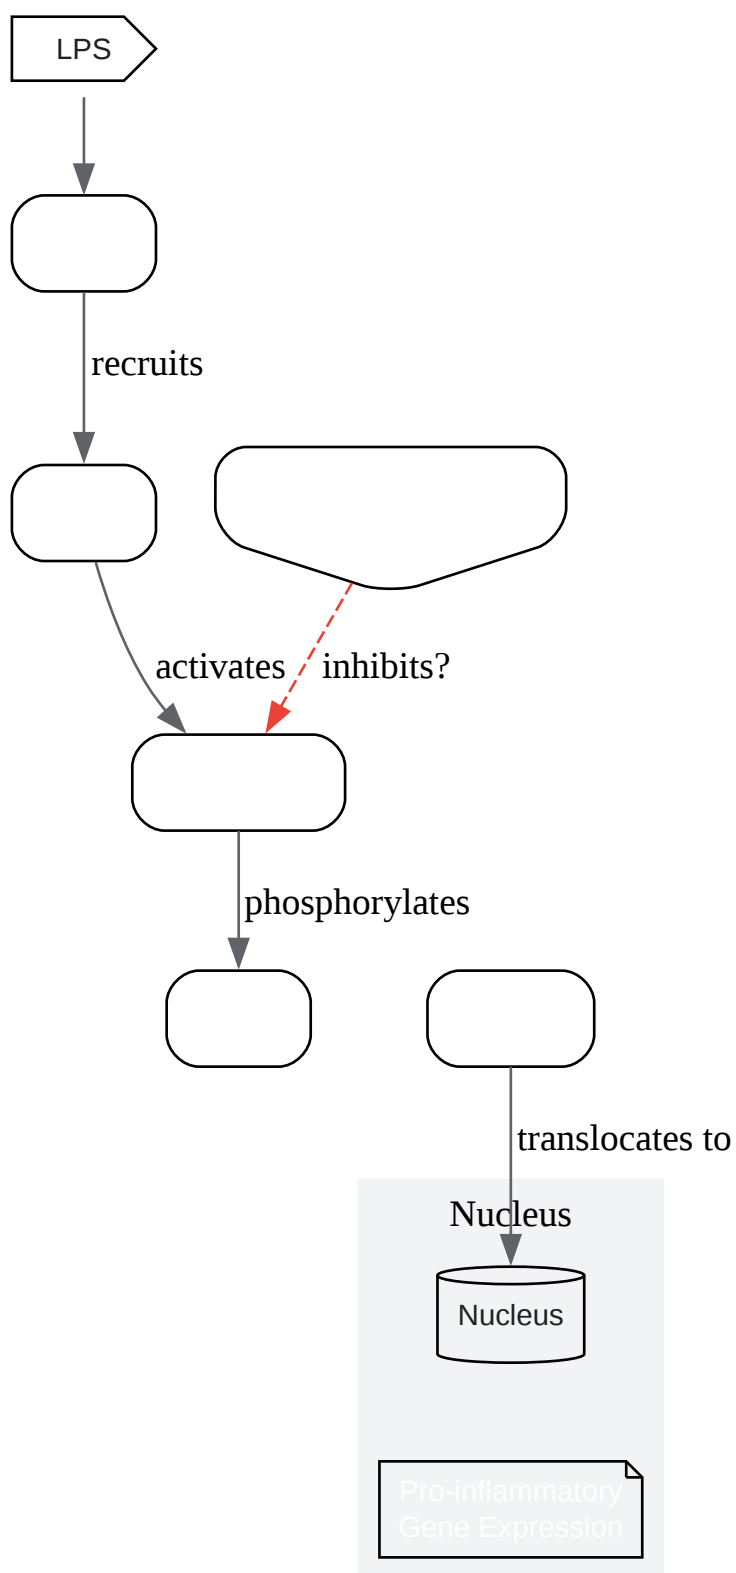 LPS
recruits
activates
inhibits?
phosphorylates
translocates to
Nucleus
Nucleus
Pro-inflammatory
Gene Expression